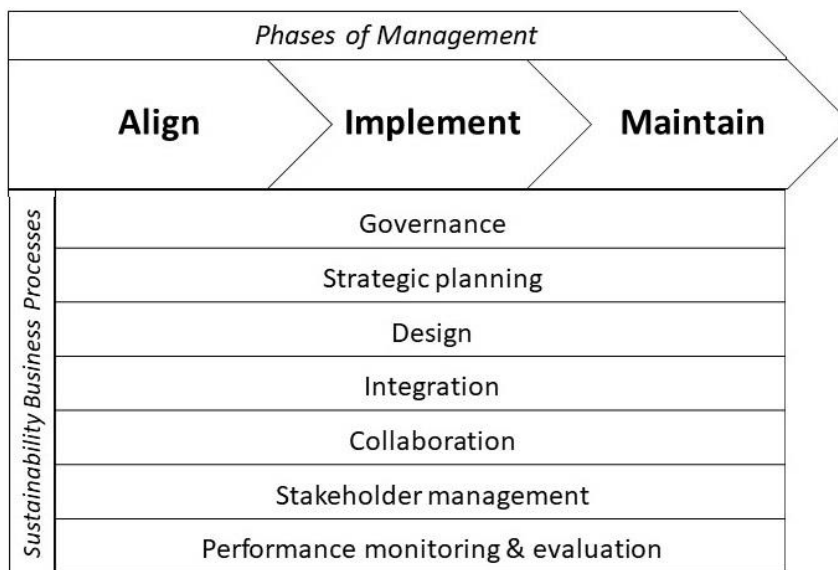 Phases of Management
Align
Implement
Maintain
Sustainability Business Processes
Governance
Strategic planning
Design
Integration
Collaboration
Stakeholder management
Performance monitoring & evaluation